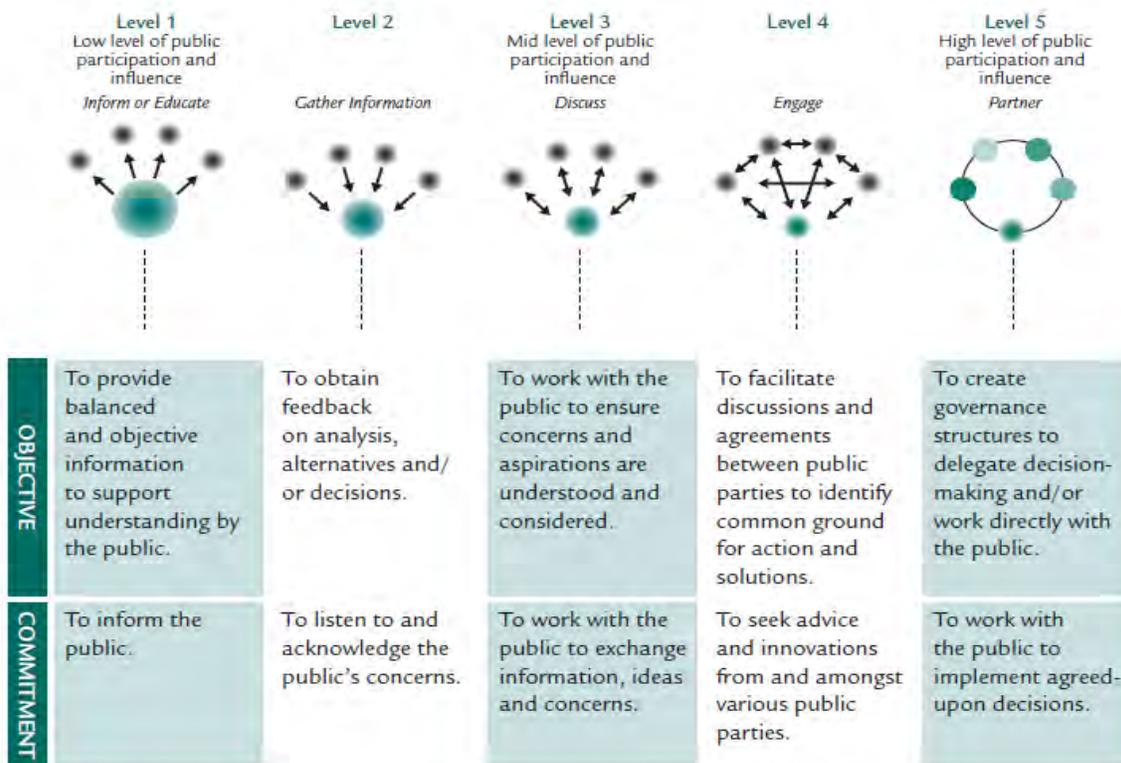 Level 1
Low level of public
participation and
influence
Inform or Educate
Level 2
Gather Information
Level 3
Mid level of public
participation and
influence
Discuss
Level 4
Engage
Level 5
High level of public
participation and
influence
Partner
OBJECTIVE
To provide
balanced
and objective
information
to support
understanding by
the public.
To obtain
feedback
on analysis,
alternatives and/
or decisions.
To work with the
public to ensure
concerns and
aspirations are
understood and
considered.
To facilitate
discussions and
agreements
between public
parties to identify
common ground
for action and
solutions.
To create
governance
structures to
delegate decision-
making and/or
work directly with
the public.
COMMITMENT
To inform the
public.
To listen to and
acknowledge the
public's concerns.
To work with the
public to exchange
information, ideas
and concerns.
To seek advice
and innovations
from and amongst
various public
parties.
To work with
the public to
implement agreed-
upon decisions.